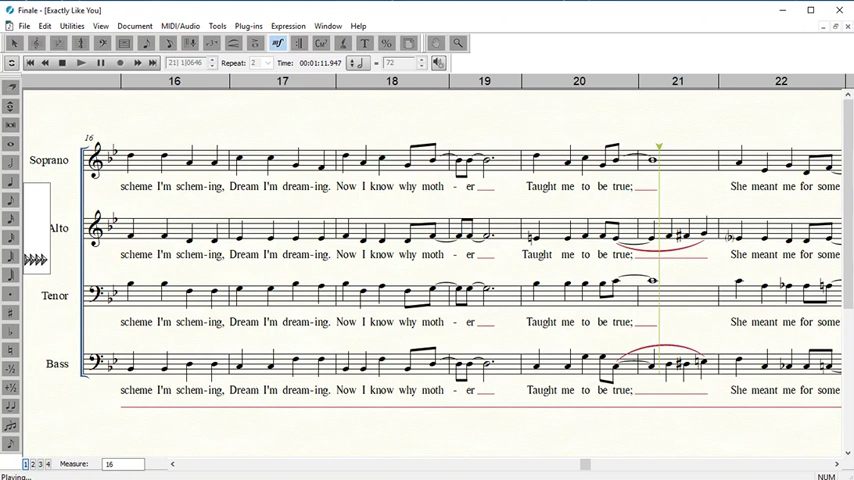 Finale - [Exactly Like You]
File Edit Utilities View Document MIDI/Audio Tools Plug-ins Expression Window Help
mf T %
21| 1|0646 Repeat: 2 Time: 00:01:11.947 = 72
16 17 18 19 20 21 22
16
Soprano
scheme I'm schem-ing, Dream I'm dream-ing. Now I know why moth - er Taught me to be true; She meant me for some
Alto
scheme I'm schem-ing, Dream I'm dream-ing. Now I know why moth - er Taught me to be true; She meant me for some
Tenor
scheme I'm schem-ing, Dream I'm dream-ing. Now I know why moth - er Taught me to be true; She meant me for some
Bass
scheme I'm schem-ing, Dream I'm dream-ing. Now I know why moth - er Taught me to be true; She meant me for some
1 2 3 4 Measure: 16
Playing... NUM